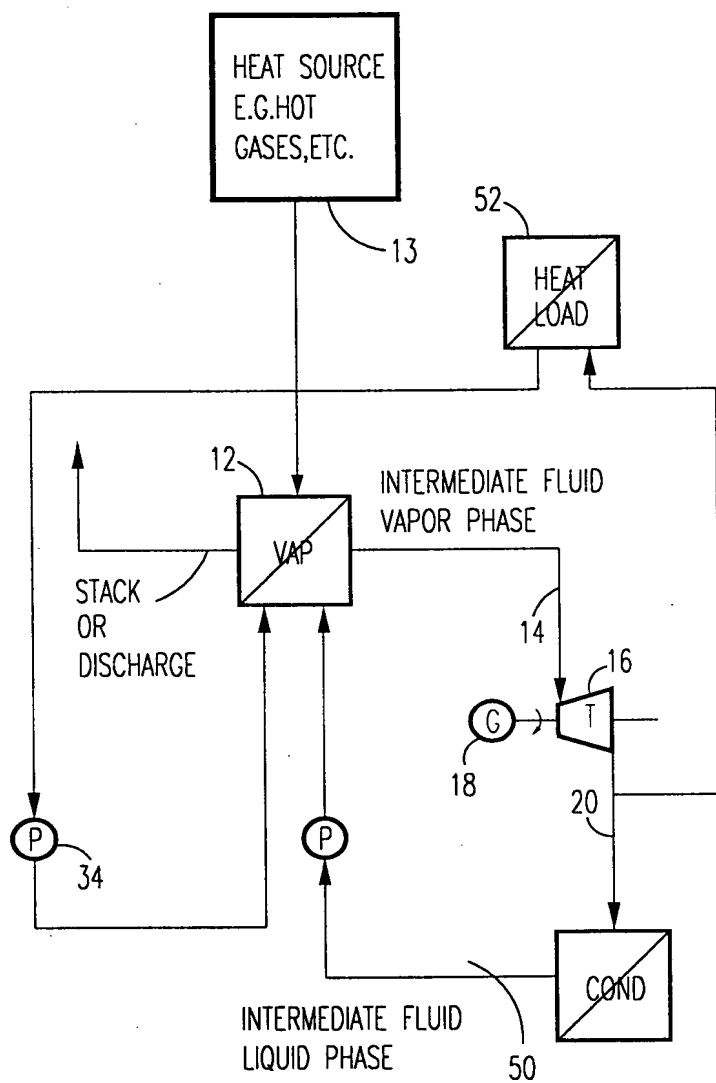 HEAT SOURCE
E.G.HOT
GASES,ETC.
13
52
HEAT
LOAD
12
VAP
INTERMEDIATE FLUID
VAPOR PHASE
STACK
OR
DISCHARGE
14
16
G
T
18
20
P
34
P
COND
INTERMEDIATE FLUID
LIQUID PHASE
50